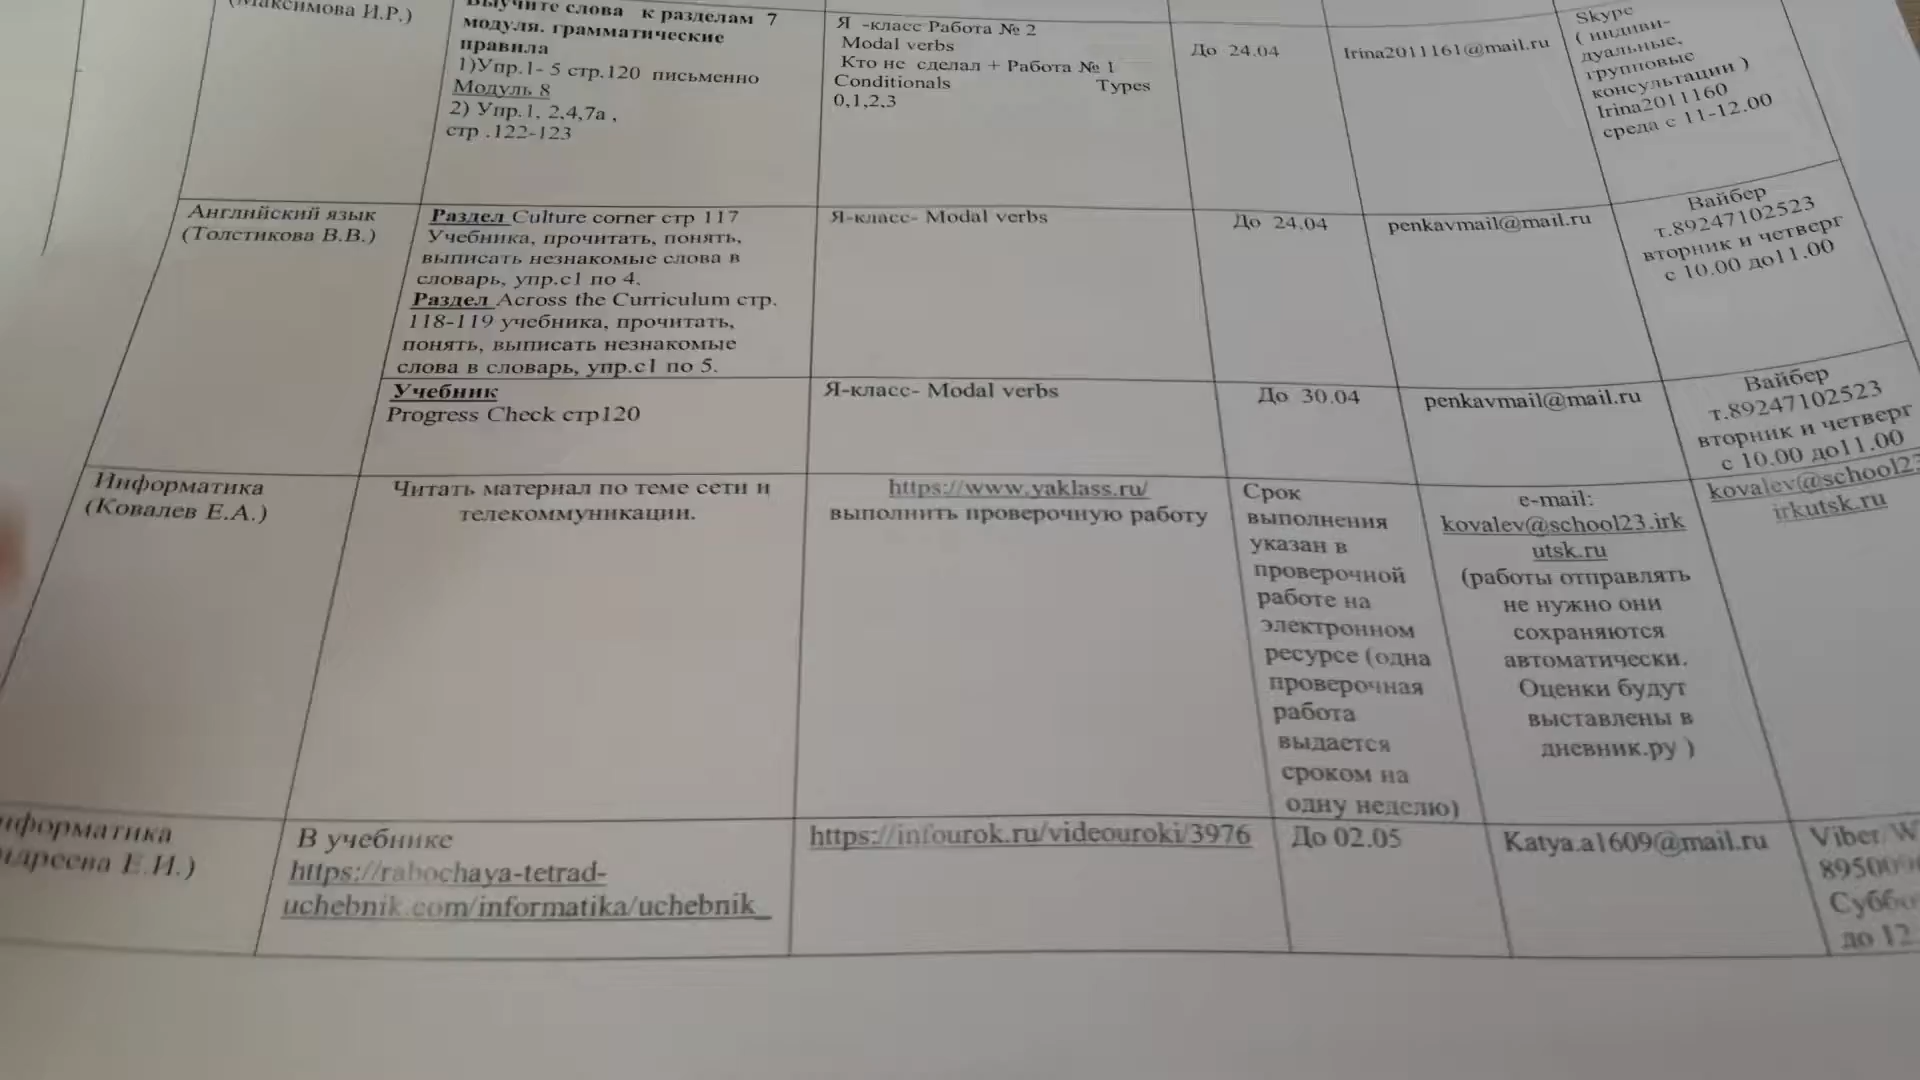 (Максимова И.Р.)
Выучите слова к разделам 7
модуля. грамматические
правила
1)Упр.1- 5 стр.120 письменно
Модуль 8
2) Упр.1, 2,4,7а ,
стр .122-123
Я -класс Работа № 2
Modal verbs
Кто не сделал + Работа № 1
Conditionals Types
0,1,2,3
До 24.04
Irina2011161@mail.ru
Skype
( индиви-
дуальные,
групповые
консультации )
Irina2011160
среда с 11-12.00
Английский язык
(Толстикова В.В.)
Раздел Culture corner стр 117
Учебника, прочитать, понять,
выписать незнакомые слова в
словарь, упр.с1 по 4.
Раздел Across the Curriculum стр.
118-119 учебника, прочитать,
понять, выписать незнакомые
слова в словарь, упр.с1 по 5.
Я-класс- Modal verbs
До 24.04
penkavmail@mail.ru
Вайбер
т.89247102523
вторник и четверг
с 10.00 до11.00
Учебник
Progress Check стр120
Я-класс- Modal verbs
До 30.04
penkavmail@mail.ru
Вайбер
т.89247102523
вторник и четверг
с 10.00 до11.00
Информатика
(Ковалев Е.А.)
Читать материал по теме сети и
телекоммуникации.
https://www.yaklass.ru/
выполнить проверочную работу
Срок
выполнения
указан в
проверочной
работе на
электронном
ресурсе (одна
проверочная
работа
выдается
сроком на
одну неделю)
e-mail:
kovalev@school23.irk
utsk.ru
(работы отправлять
не нужно они
сохраняются
автоматически.
Оценки будут
выставлены в
дневник.ру )
kovalev@school23
irkutsk.ru
нформатика
ндреева Е.И.)
В учебнике
https://rabochaya-tetrad-
uchebnik.com/informatika/uchebnik_
https://infourok.ru/videouroki/3976
До 02.05
Katya.a1609@mail.ru
Viber/W
895009
Суббо
до 12